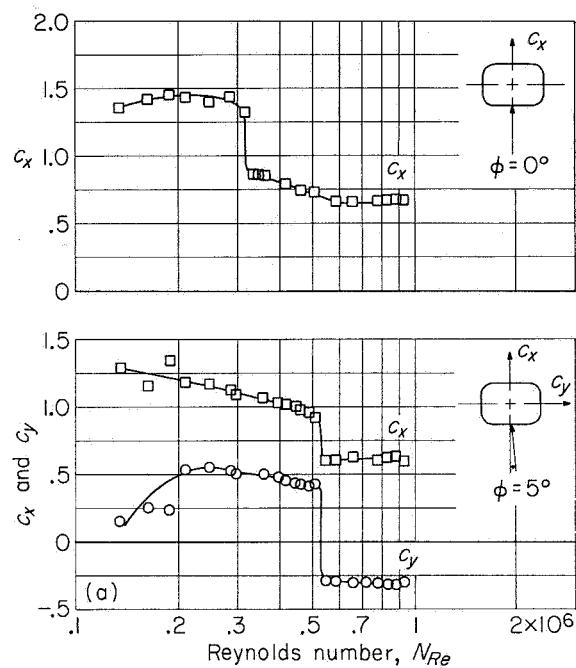 2.0
1.5
1.0
.5
0
c_x
c_x
c_x
φ = 0°
1.5
1.0
.5
0
-.5
c_x and c_y
c_x
c_y
c_x
c_y
φ = 5°
(a)
.1 .2 .3 .5 .7 1 2×10⁶
Reynolds number, N_Re